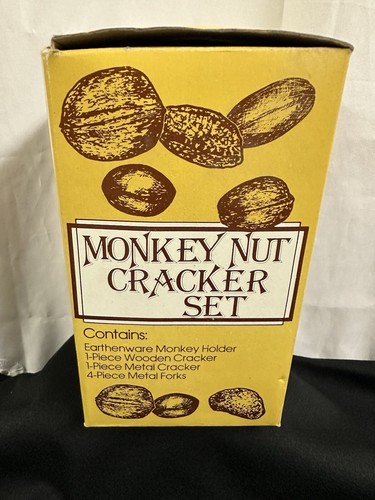 MONKEY NUT
CRACKER
SET
Contains:
Earthenware Monkey Holder
1-Piece Wooden Cracker
1-Piece Metal Cracker
4-Piece Metal Forks